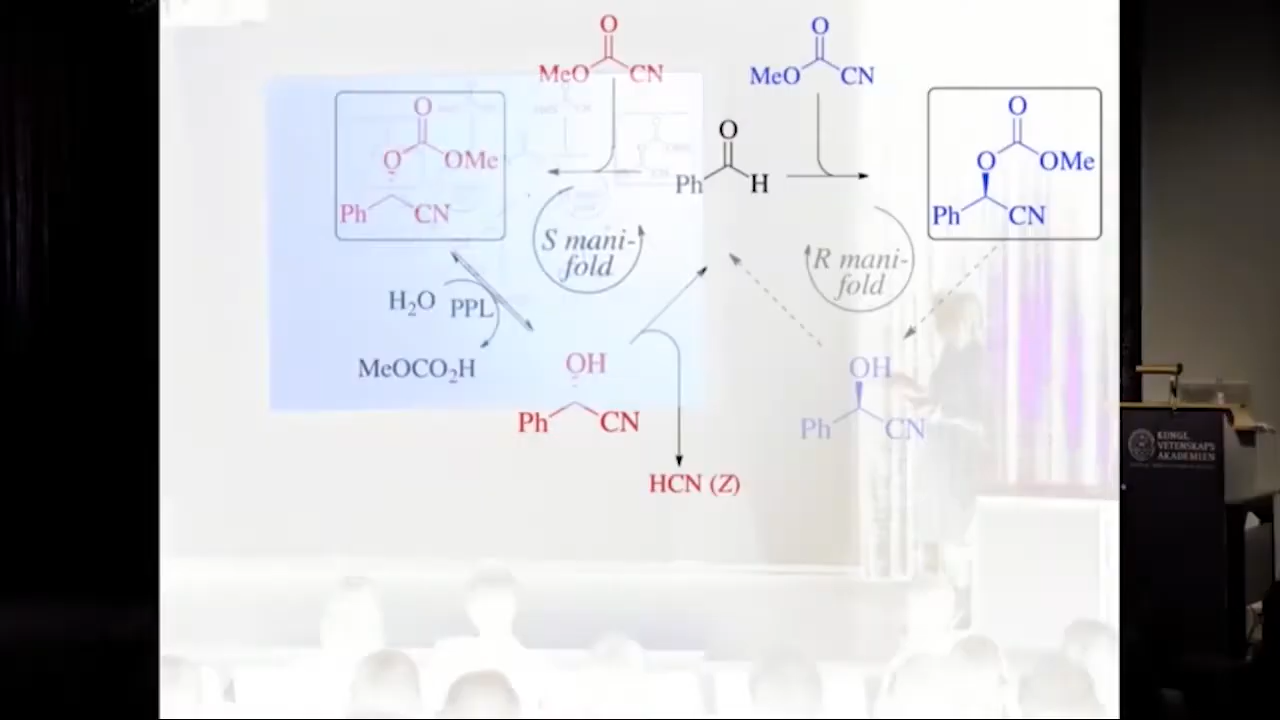 O
MeO CN
O
MeO CN
O
O OMe
Ph CN
O
Ph H
O
O OMe
Ph CN
S mani-
fold
R mani-
fold
H₂O PPL
MeOCO₂H
OH
Ph CN
OH
Ph CN
HCN (Z)
KUNGL.
VETENSKAPS
AKADEMIEN